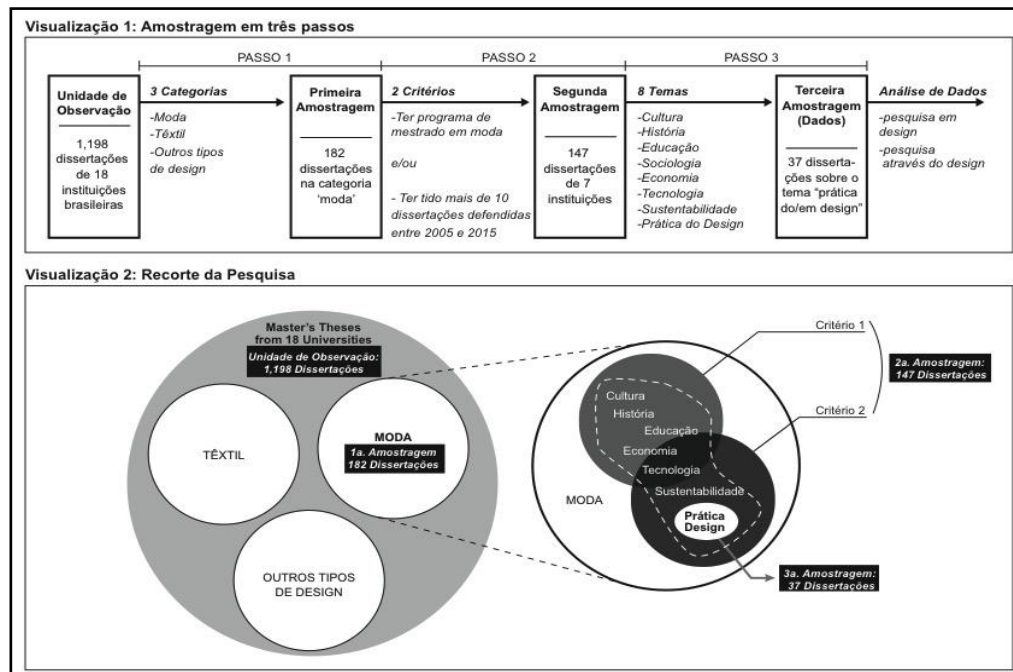 Visualização 1: Amostragem em três passos
PASSO 1
PASSO 2
PASSO 3
Unidade de
Observação
1,198
dissertações
de 18
instituições
brasileiras
3 Categorias
-Moda
-Têxtil
-Outros tipos
de design
Primeira
Amostragem
182
dissertações
na categoria
‘moda’
2 Critérios
-Ter programa de
mestrado em moda
e/ou
- Ter tido mais de 10
dissertações defendidas
entre 2005 e 2015
Segunda
Amostragem
147
dissertações
de 7
instituições
8 Temas
-Cultura
-História
-Educação
-Sociologia
-Economia
-Tecnologia
-Sustentabilidade
-Prática do Design
Terceira
Amostragem
(Dados)
37 disserta-
ções sobre o
tema “prática
do/em design”
Análise de Dados
-pesquisa em
design
-pesquisa
através do design
Visualização 2: Recorte da Pesquisa
Master's Theses
from 18 Universities
Unidade de Observação:
1,198 Dissertações
TÊXTIL
MODA
1a. Amostragem
182 Dissertações
OUTROS TIPOS
DE DESIGN
MODA
Cultura
História
Educação
Economia
Tecnologia
Sustentabilidade
Prática
Design
Critério 1
2a. Amostragem:
147 Dissertações
Critério 2
3a. Amostragem:
37 Dissertações